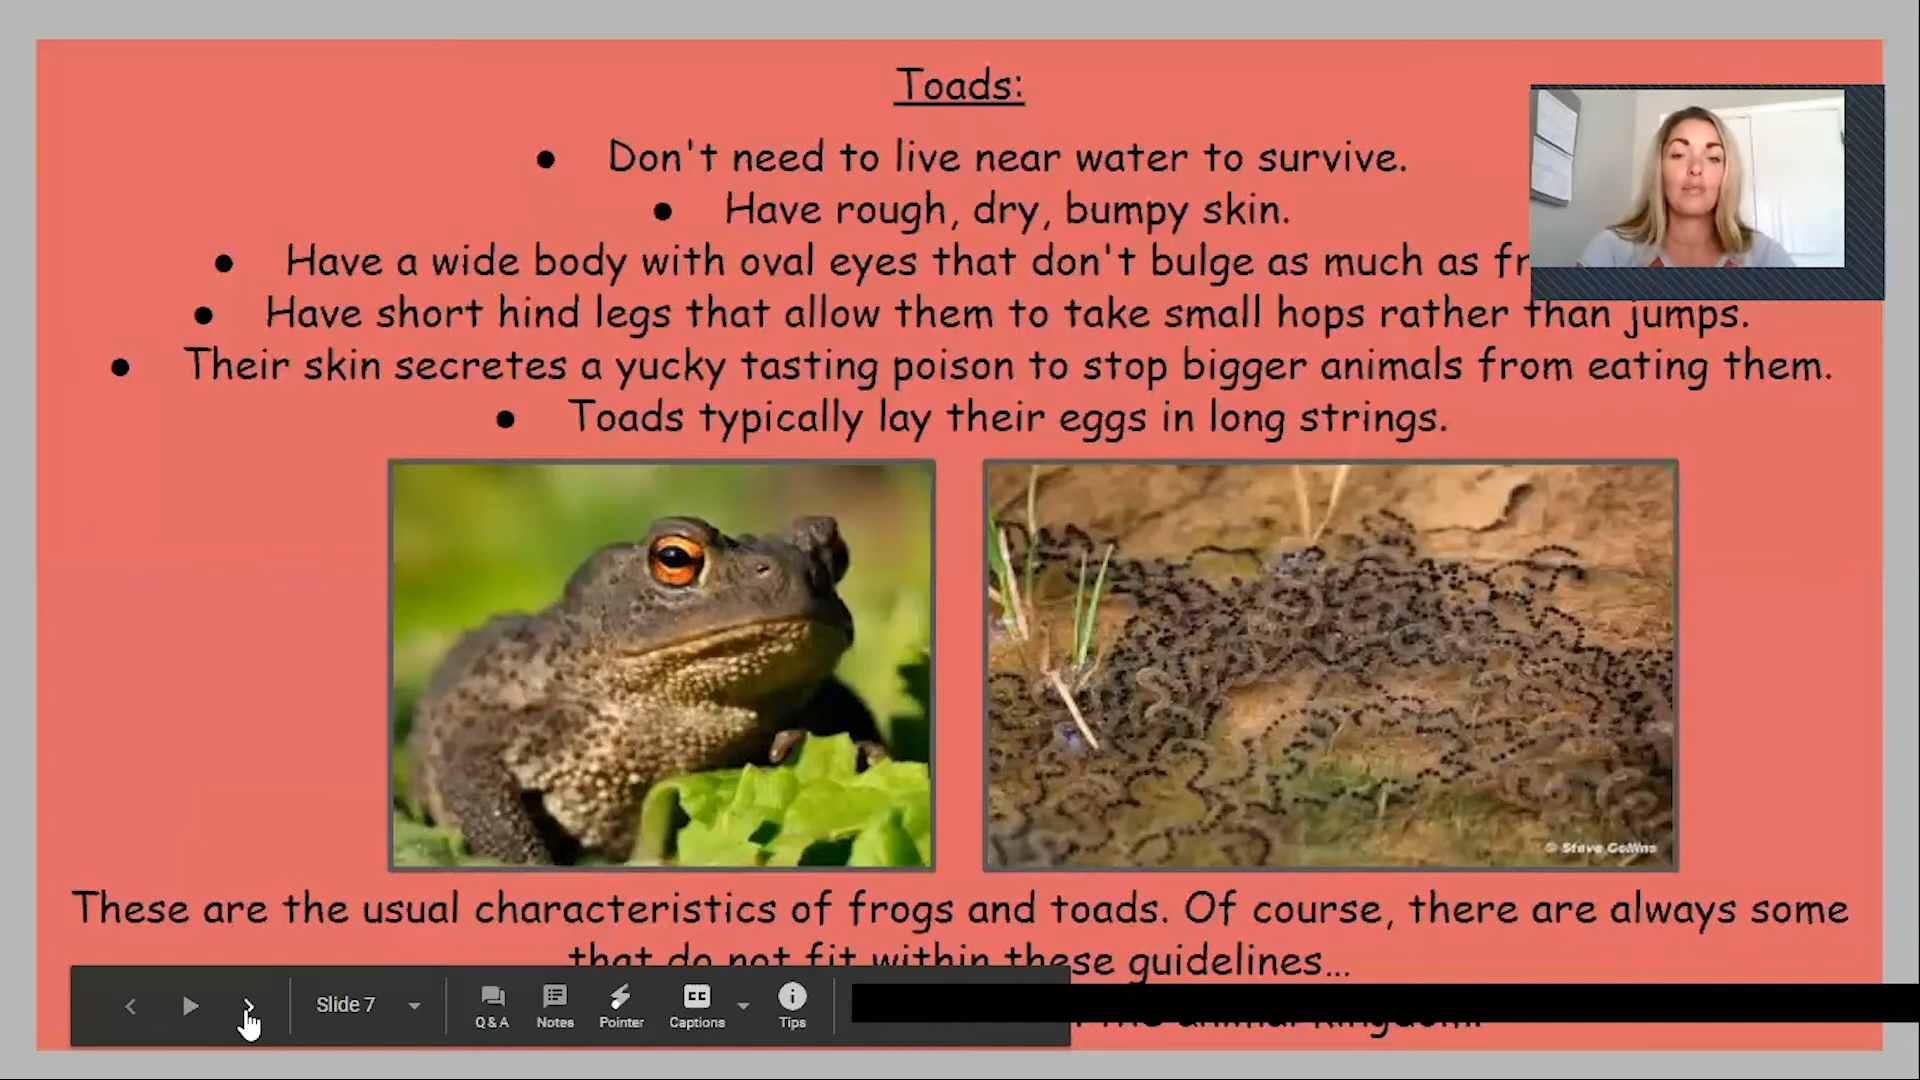 Toads:
● Don't need to live near water to survive.
● Have rough, dry, bumpy skin.
● Have a wide body with oval eyes that don't bulge as much as fr
● Have short hind legs that allow them to take small hops rather than jumps.
● Their skin secretes a yucky tasting poison to stop bigger animals from eating them.
● Toads typically lay their eggs in long strings.
© Steve Collins
These are the usual characteristics of frogs and toads. Of course, there are always some
that do not fit within these guidelines...
animal kingdom...
Slide 7
Q&A
Notes
CC
Pointer
Captions
Tips